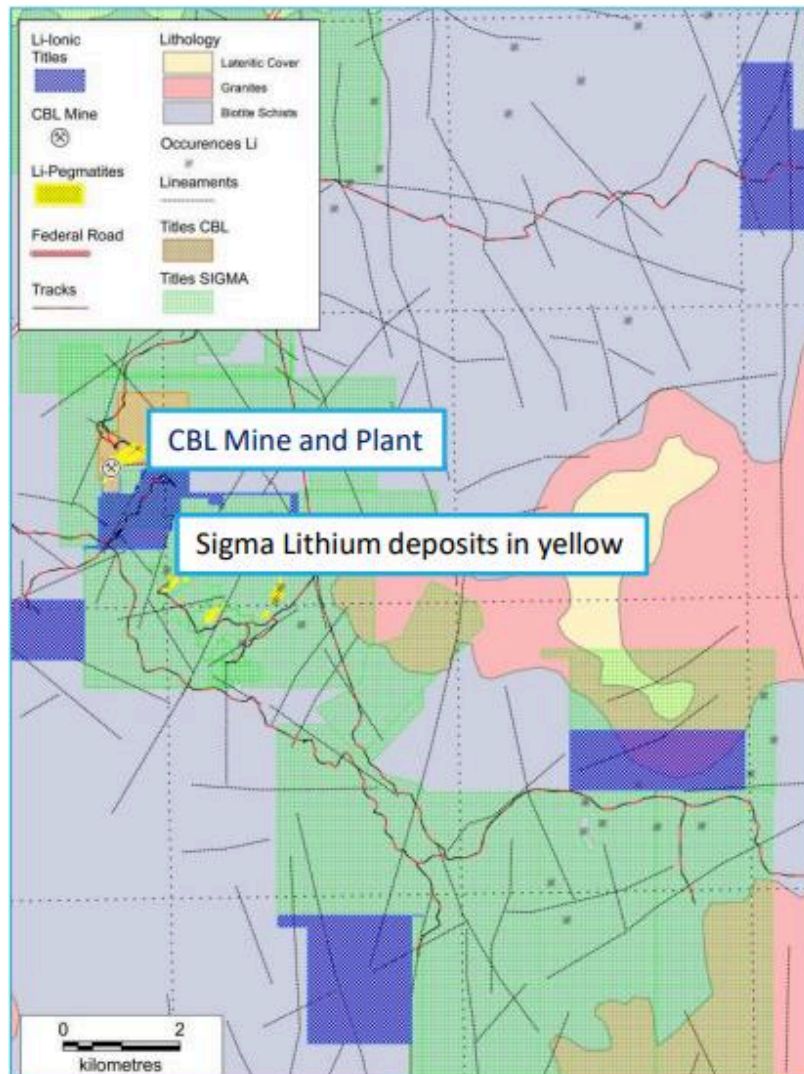 Li-Ionic
Titles
CBL Mine
Li-Pegmatites
Federal Road
Tracks
Lithology
Lateritic Cover
Granites
Biotite Schists
Occurences Li
Lineaments
Titles CBL
Titles SIGMA
CBL Mine and Plant
Sigma Lithium deposits in yellow
0 2
kilometres